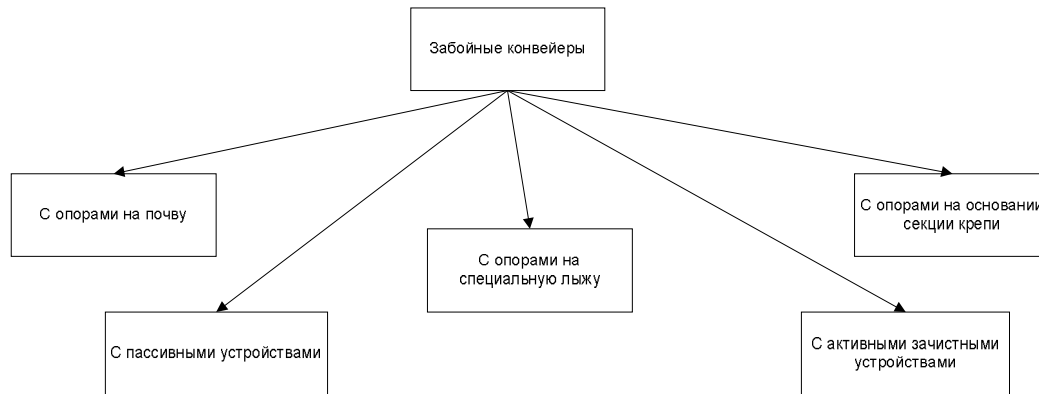 Забойные конвейеры
С опорами на почву
С опорами на основании
секции крепи
С опорами на
специальную лыжу
С пассивными устройствами
С активными зачистными
устройствами